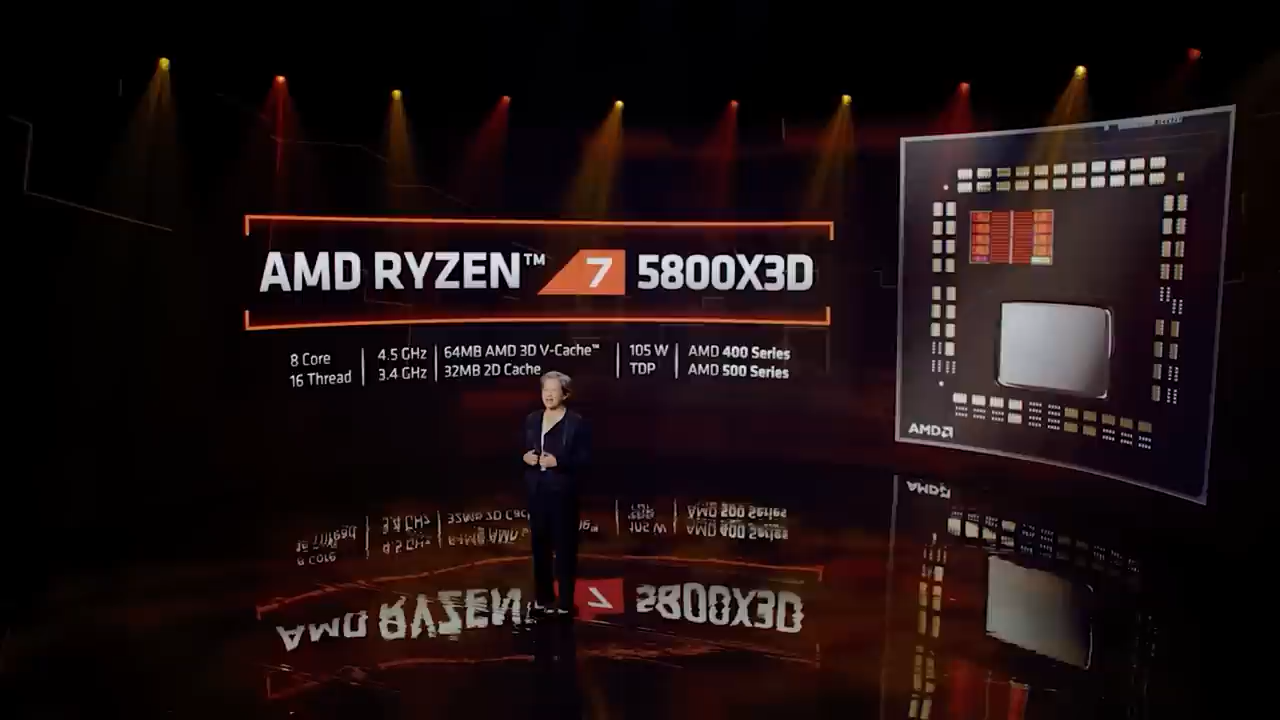 AMD RYZEN™ 7 5800X3D
8 Core
16 Thread
4.5 GHz
3.4 GHz
64MB AMD 3D V-Cache™
32MB 2D Cache
105 W
TDP
AMD 400 Series
AMD 500 Series
AMD